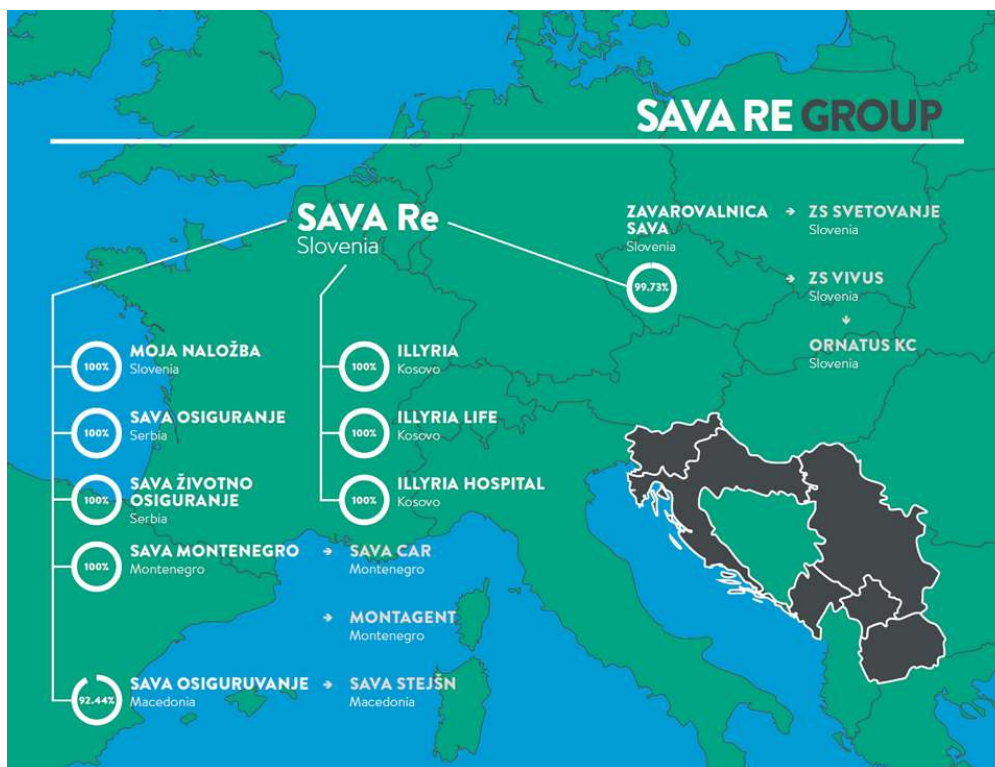 SAVA RE GROUP
SAVA Re
Slovenia
ZAVAROVALNICA
SAVA
Slovenia
99.73%
ZS SVETOVANJE
Slovenia
ZS VIVUS
Slovenia
ORNATUS KC
Slovenia
100%
MOJA NALOŽBA
Slovenia
100%
SAVA OSIGURANJE
Serbia
100%
SAVA ŽIVOTNO
OSIGURANJE
Serbia
100%
SAVA MONTENEGRO
Montenegro
92.44%
SAVA OSIGURUVANJE
Macedonia
100%
ILLYRIA
Kosovo
100%
ILLYRIA LIFE
Kosovo
100%
ILLYRIA HOSPITAL
Kosovo
SAVA CAR
Montenegro
MONTAGENT
Montenegro
SAVA STEJŠN
Macedonia